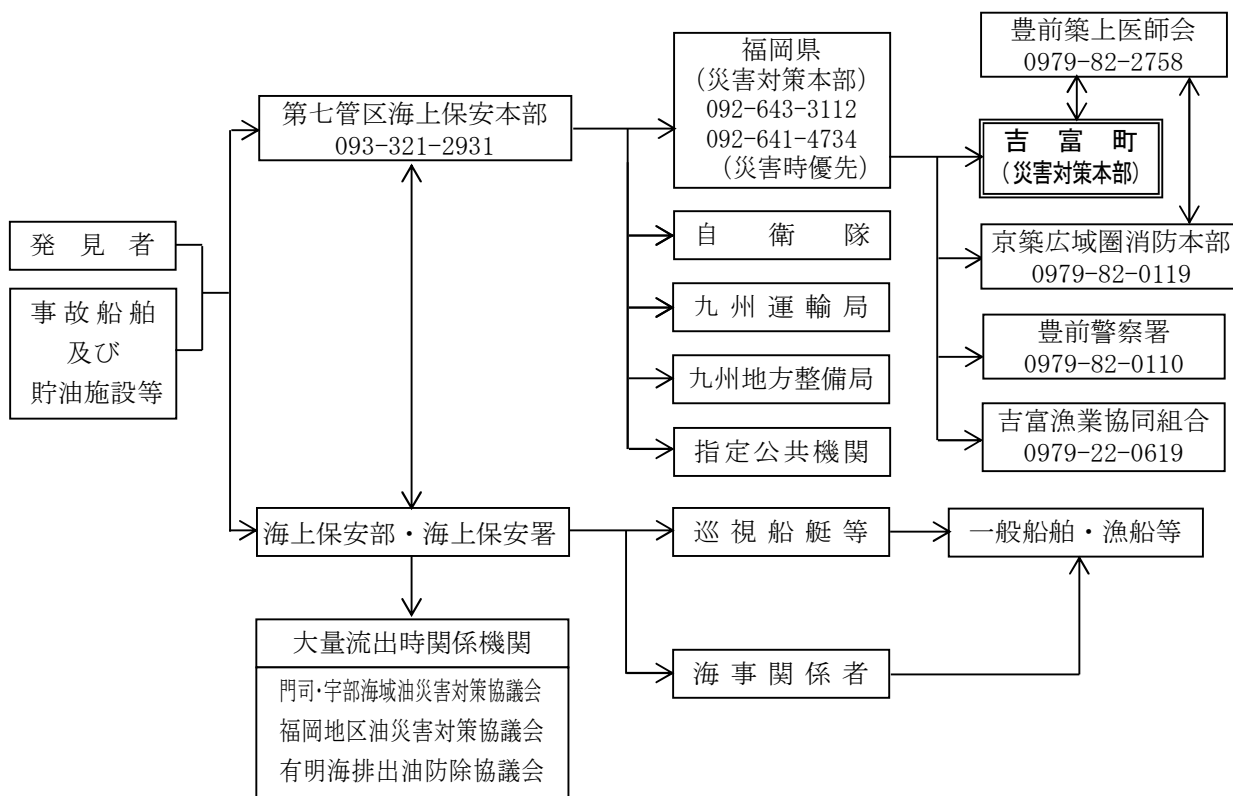 発見者
事故船舶
及び
貯油施設等
第七管区海上保安本部
093-321-2931
海上保安部・海上保安署
大量流出時関係機関
門司・宇部海域油災害対策協議会
福岡地区油災害対策協議会
有明海排出油防除協議会
福岡県
(災害対策本部)
092-643-3112
092-641-4734
(災害時優先)
自衛隊
九州運輸局
九州地方整備局
指定公共機関
巡視船艇等
海事関係者
豊前築上医師会
0979-82-2758
吉富町
(災害対策本部)
京築広域圏消防本部
0979-82-0119
豊前警察署
0979-82-0110
吉富漁業協同組合
0979-22-0619
一般船舶・漁船等